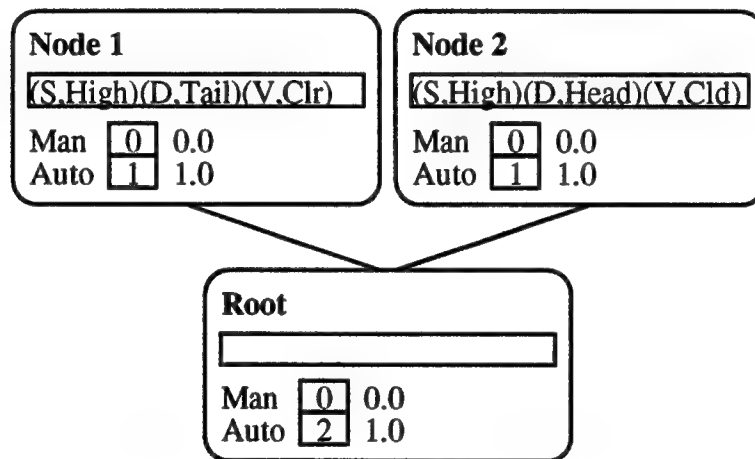 Node 1
(S,High)(D,Tail)(V,Clr)
Man 0 0.0
Auto 1 1.0
Node 2
(S,High)(D,Head)(V,Cld)
Man 0 0.0
Auto 1 1.0
Root
Man 0 0.0
Auto 2 1.0